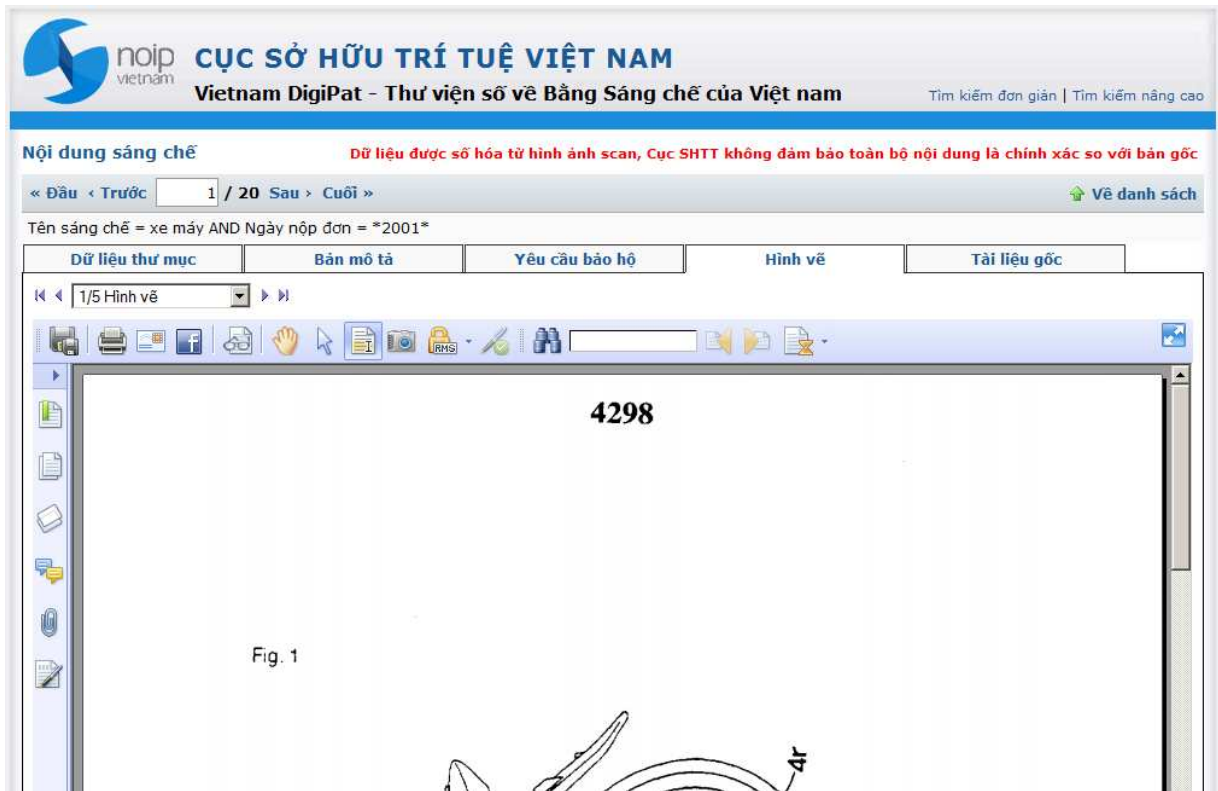 noip
vietnam
CỤC SỞ HỮU TRÍ TUỆ VIỆT NAM
Vietnam DigiPat - Thư viện số về Bằng Sáng chế của Việt nam
Tìm kiếm đơn giản | Tìm kiếm nâng cao
Nội dung sáng chế
Dữ liệu được số hóa từ hình ảnh scan, Cục SHTT không đảm bảo toàn bộ nội dung là chính xác so với bản gốc
« Đầu ‹ Trước 1 / 20 Sau › Cuối »
Về danh sách
Tên sáng chế = xe máy AND Ngày nộp đơn = *2001*
Dữ liệu thư mục
Bản mô tả
Yêu cầu bảo hộ
Hình vẽ
Tài liệu gốc
1/5 Hình vẽ
RMS
4298
Fig. 1
4r